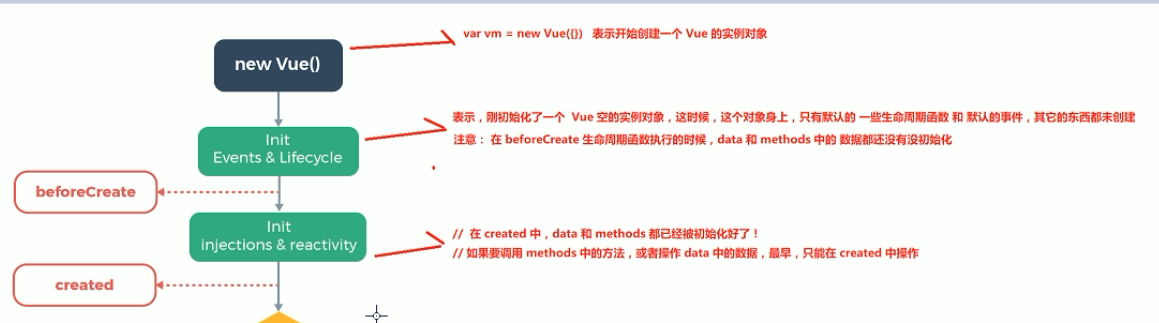 var vm = new Vue({}) 表示开始创建一个 Vue 的实例对象
new Vue()
表示，刚初始化了一个 Vue 空的实例对象，这时候，这个对象身上，只有默认的 一些生命周期函数 和 默认的事件，其它的东西都未创建
Init
Events & Lifecycle
注意： 在 beforeCreate 生命周期函数执行的时候，data 和 methods 中的 数据都还没有没初始化
beforeCreate
Init
injections & reactivity
// 在 created 中，data 和 methods 都已经被初始化好了！
// 如果要调用 methods 中的方法，或者操作 data 中的数据，最早，只能在 created 中操作
created